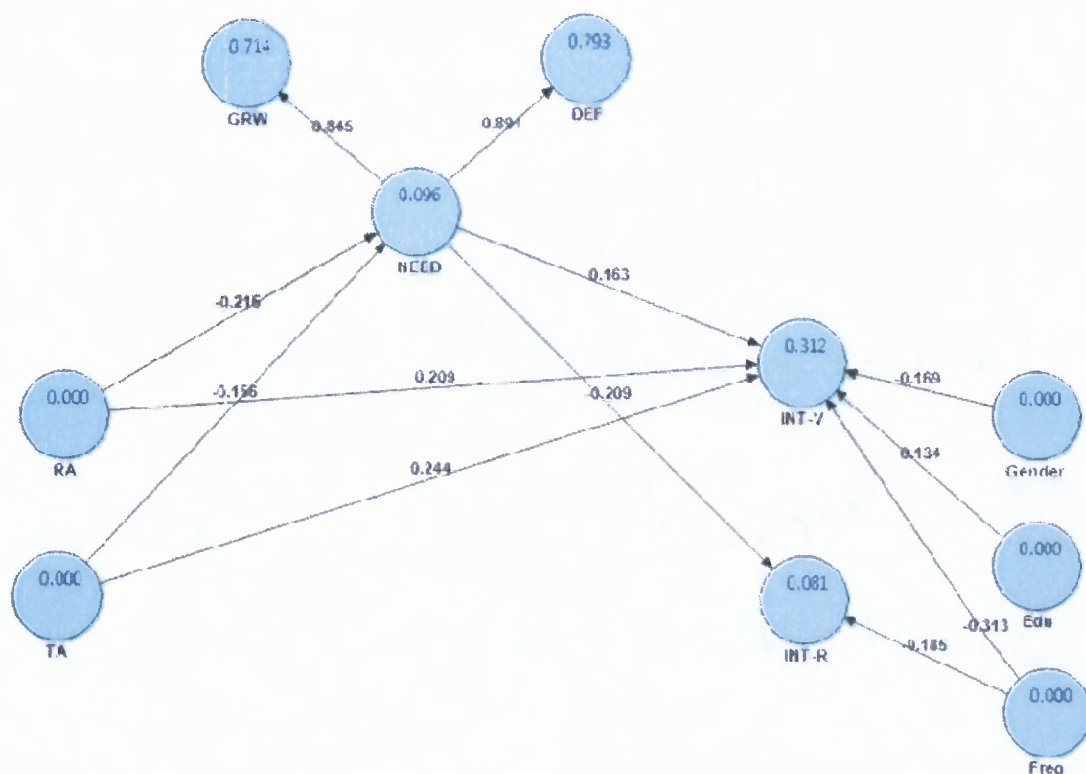 0.714
GRW
0.793
DEF
0.845
0.891
0.096
NEED
-0.216
0.163
0.312
INT-V
0.000
RA
-0.156
0.209
-0.209
-0.169
0.000
Gender
0.244
0.134
0.000
TA
0.000
Edu
0.081
INT-R
-0.313
-0.185
0.000
Freq